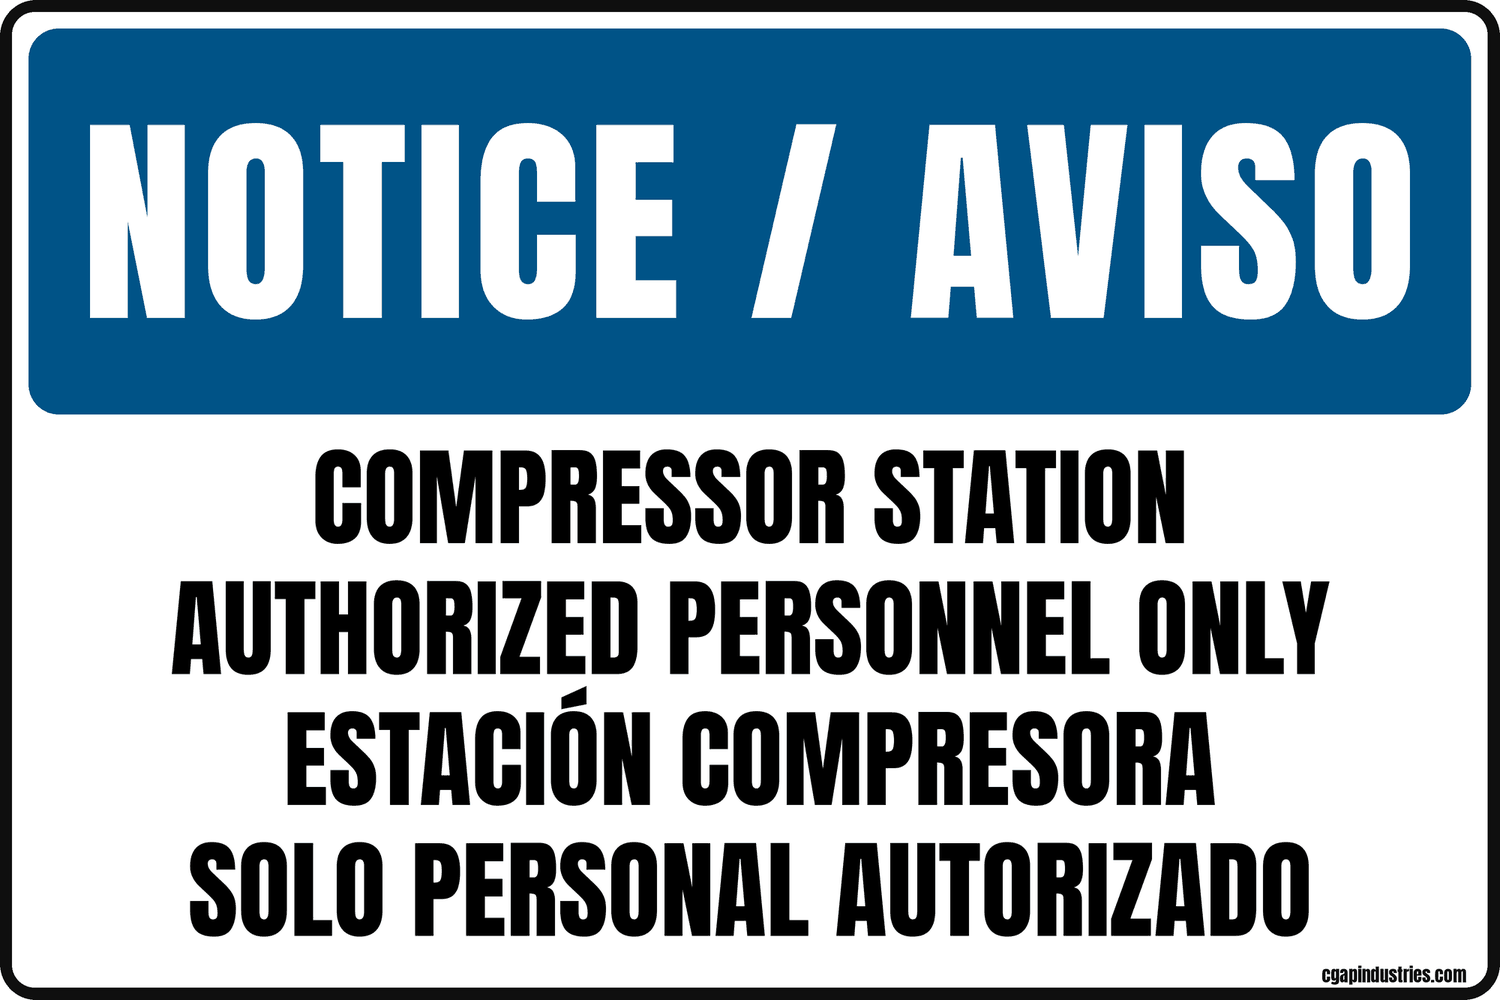 NOTICE / AVISO
COMPRESSOR STATION
AUTHORIZED PERSONNEL ONLY
ESTACIÓN COMPRESORA
SOLO PERSONAL AUTORIZADO
cgapindustries.com